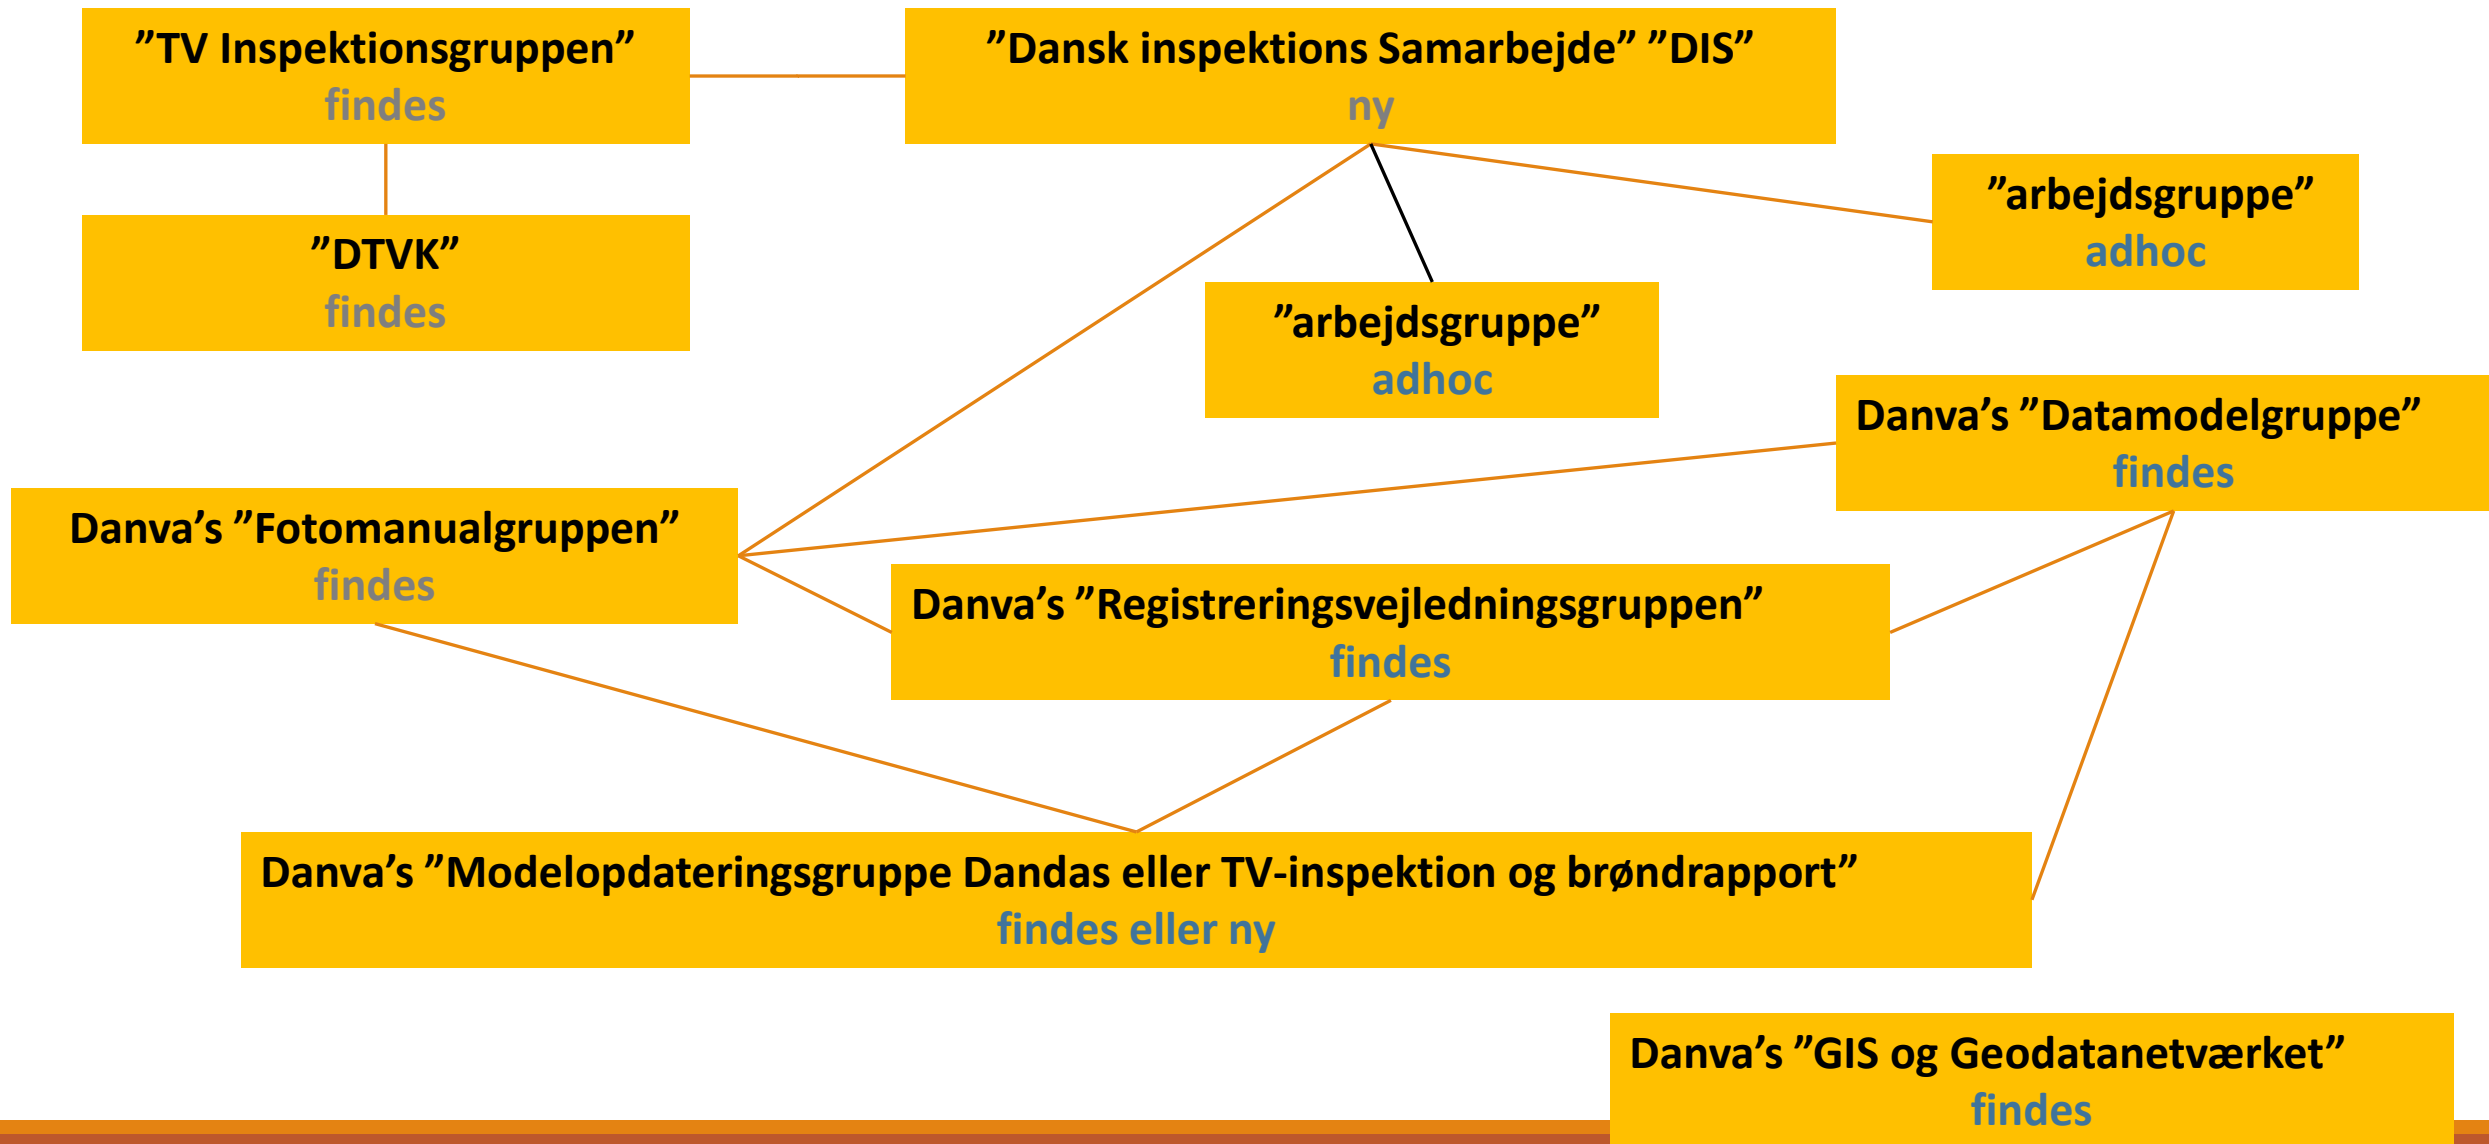 ”TV Inspektionsgruppen”
findes
”Dansk inspektions Samarbejde” ”DIS”
ny
”DTVK”
findes
”arbejdsgruppe”
adhoc
”arbejdsgruppe”
adhoc
Danva’s ”Datamodelgruppe”
findes
Danva’s ”Fotomanualgruppen”
findes
Danva’s ”Registreringsvejledningsgruppen”
findes
Danva’s ”Modelopdateringsgruppe Dandas eller TV-inspektion og brøndrapport”
findes eller ny
Danva’s ”GIS og Geodatanetværket”
findes